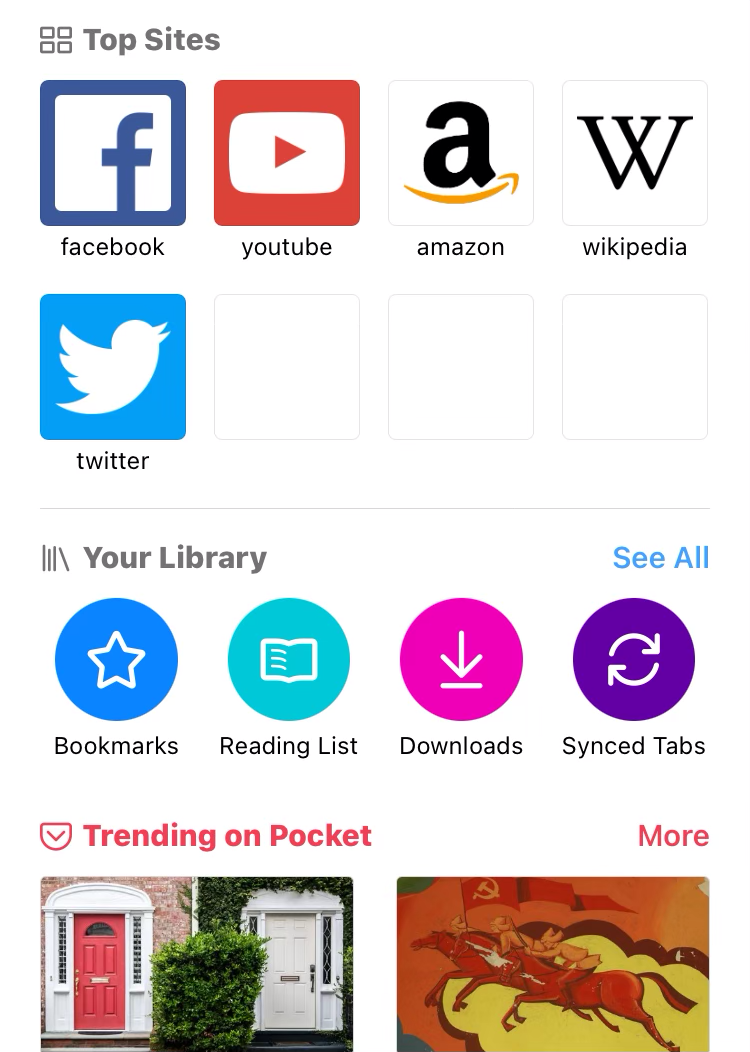 Top Sites
facebook
youtube
amazon
wikipedia
twitter
Your Library
See All
Bookmarks
Reading List
Downloads
Synced Tabs
Trending on Pocket
More